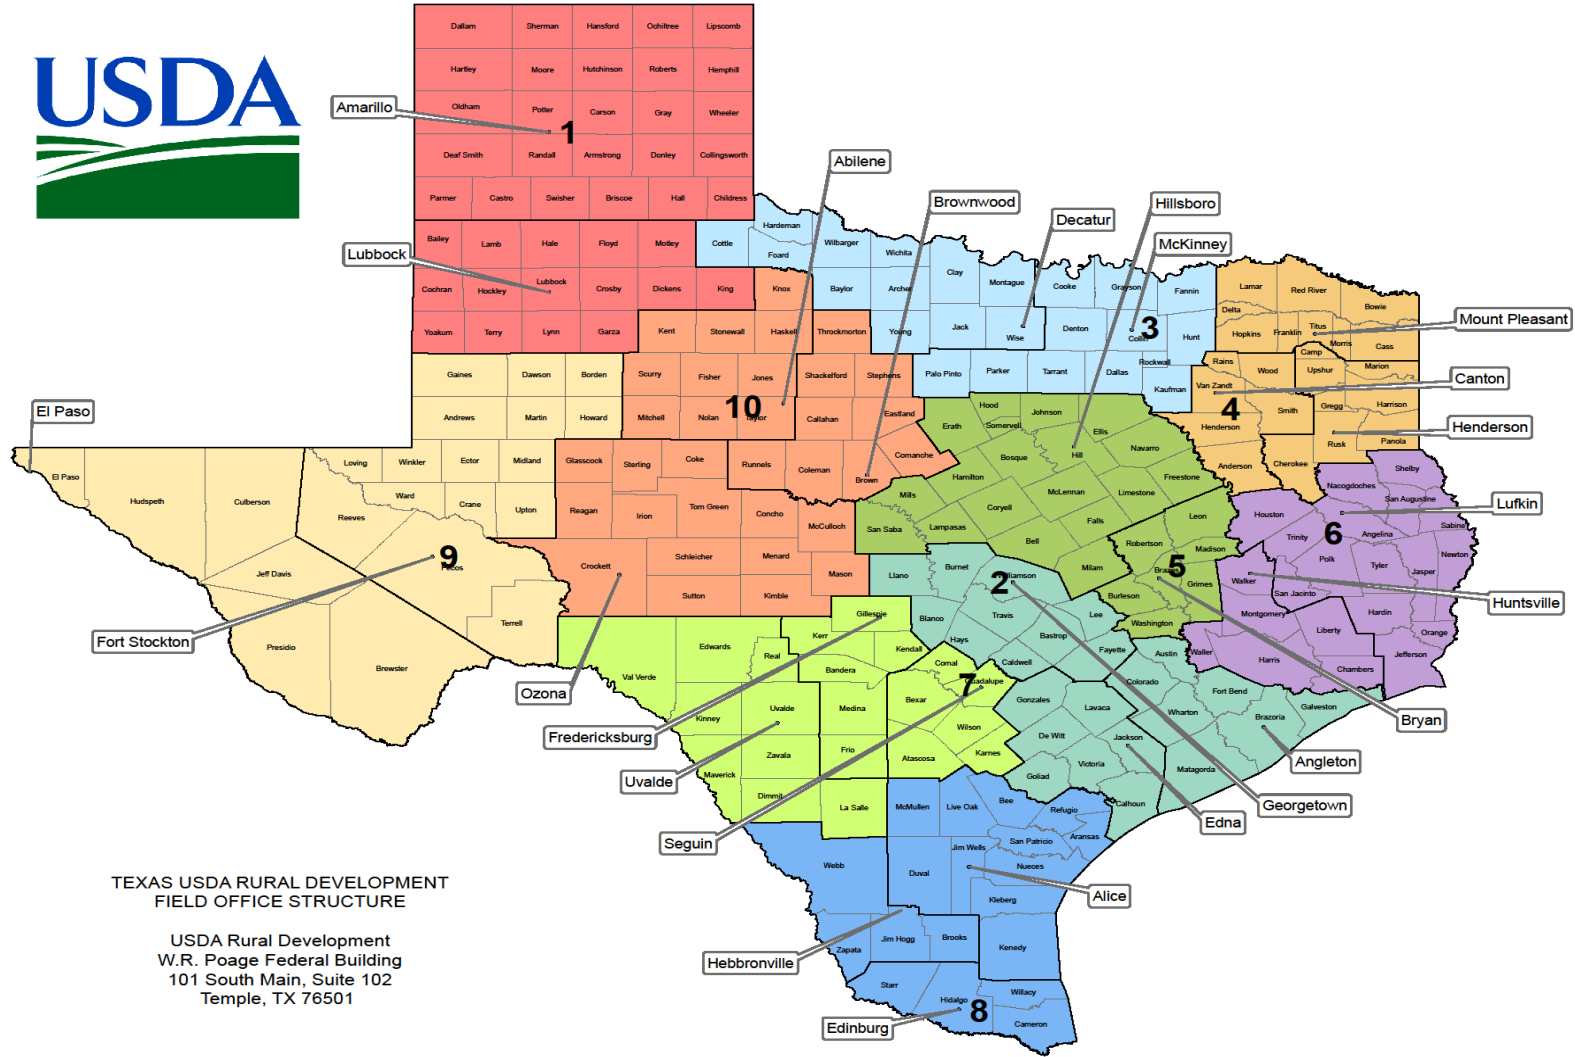 USDA
Dallam Sherman Hansford Ochiltree Lipscomb
Hartley Moore Hutchinson Roberts Hemphill
Amarillo
Oldham Potter Carson Gray Wheeler
1
Deaf Smith Randall Armstrong Donley Collingsworth
Parmer Castro Swisher Briscoe Hall Childress
Abilene
Brownwood
Decatur
Hillsboro
McKinney
Lubbock
Bailey Lamb Hale Floyd Motley
Cottle Hardeman Foard Wilbarger Wichita
Cochran Hockley Lubbock Crosby Dickens King
Knox Baylor Archer Clay Montague Cooke Grayson Fannin
Lamar Red River Bowie
Yoakum Terry Lynn Garza
Kent Stonewall Haskell Throckmorton
Young Jack Wise Denton Collin Hunt
3
Delta Hopkins Franklin Titus Morris Cass
Mount Pleasant
Gaines Dawson Borden
Scurry Fisher Jones Shackelford Stephens
Palo Pinto Parker Tarrant Dallas Rockwall Kaufman
Rains Wood Camp Upshur Marion
Canton
Van Zandt
El Paso
Andrews Martin Howard
Mitchell Nolan Taylor Callahan Eastland
10
Erath Hood Somervell Johnson Ellis Navarro
4
Henderson Smith Gregg Harrison
Henderson
Rusk Panola
El Paso Hudspeth Culberson
Loving Winkler Ector Midland
Glasscock Sterling Coke Runnels Coleman Brown Comanche
Hamilton Bosque Hill Freestone
Anderson Cherokee
Shelby
Nacogdoches San Augustine
Lufkin
Reeves Ward Crane Upton
Reagan Irion Tom Green Concho McCulloch
San Saba Mills Lampasas Coryell McLennan Limestone Falls Bell
Leon
Houston Trinity Angelina Sabine
6
Polk Tyler Jasper Newton
9
Jeff Davis Pecos
Crockett Schleicher Menard Mason
Sutton Kimble
Llano Burnet Williamson Milam
2
Robertson Madison Brazos Grimes
5
Burleson Washington
Walker San Jacinto
Huntsville
Montgomery Liberty Hardin Orange
Fort Stockton
Terrell
Presidio Brewster
Gillespie Blanco Travis Hays Bastrop Lee Caldwell Fayette
Waller Harris Chambers Jefferson
Edwards Real Kerr Kendall Bandera
Val Verde
Ozona
Comal Guadalupe
7
Bexar Wilson
Austin Colorado Fort Bend Galveston
Gonzales Lavaca Wharton Brazoria
Bryan
Fredericksburg
Kinney Uvalde Medina
De Witt Jackson
Angleton
Uvalde
Maverick Zavala Frio Atascosa Karnes
Goliad Victoria Matagorda
Georgetown
Dimmit La Salle
McMullen Live Oak Bee Refugio Calhoun
Edna
Seguin
San Patricio Aransas
Webb Duval Jim Wells Nueces
Kleberg
Alice
Hebbronville
Zapata Jim Hogg Brooks Kenedy
Starr Hidalgo Willacy
8
Edinburg
Cameron
TEXAS USDA RURAL DEVELOPMENT
FIELD OFFICE STRUCTURE
USDA Rural Development
W.R. Poage Federal Building
101 South Main, Suite 102
Temple, TX 76501